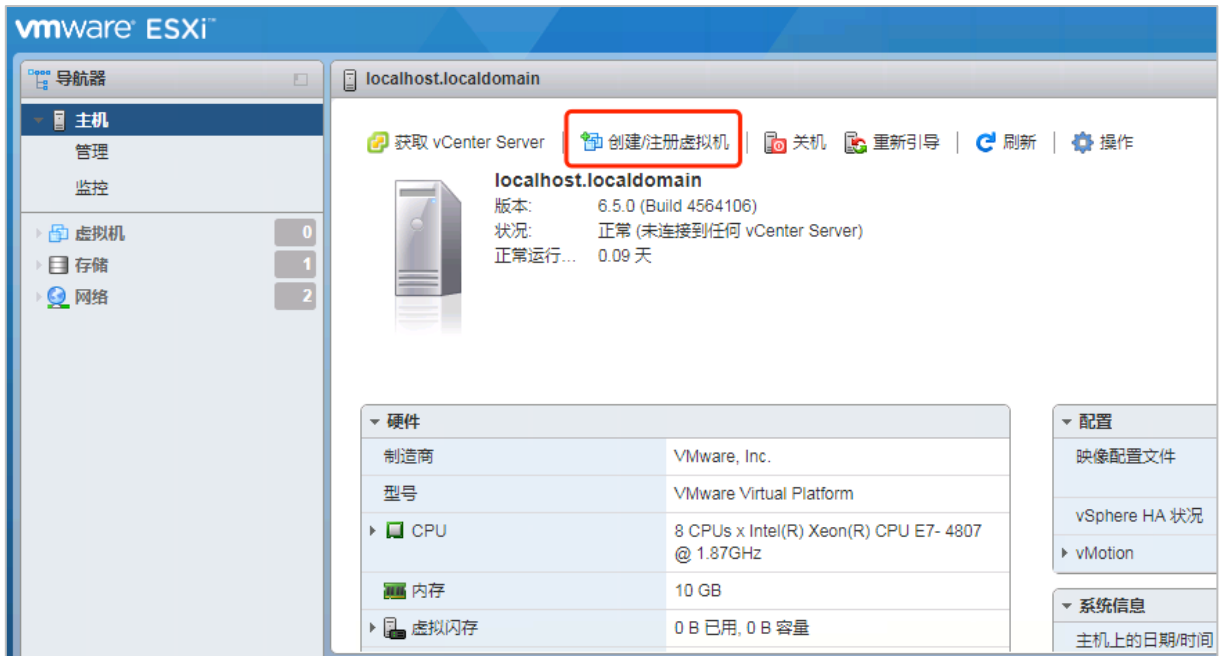 vmware ESXi™
导航器
localhost.localdomain
主机
管理
监控
虚拟机 0
存储 1
网络 2
获取 vCenter Server 创建/注册虚拟机 关机 重新引导 刷新 操作
localhost.localdomain
版本: 6.5.0 (Build 4564106)
状况: 正常 (未连接到任何 vCenter Server)
正常运行... 0.09 天
硬件
制造商 VMware, Inc.
型号 VMware Virtual Platform
CPU 8 CPUs x Intel(R) Xeon(R) CPU E7- 4807
@ 1.87GHz
内存 10 GB
虚拟闪存 0 B 已用, 0 B 容量
配置
映像配置文件
vSphere HA 状况
vMotion
系统信息
主机上的日期/时间